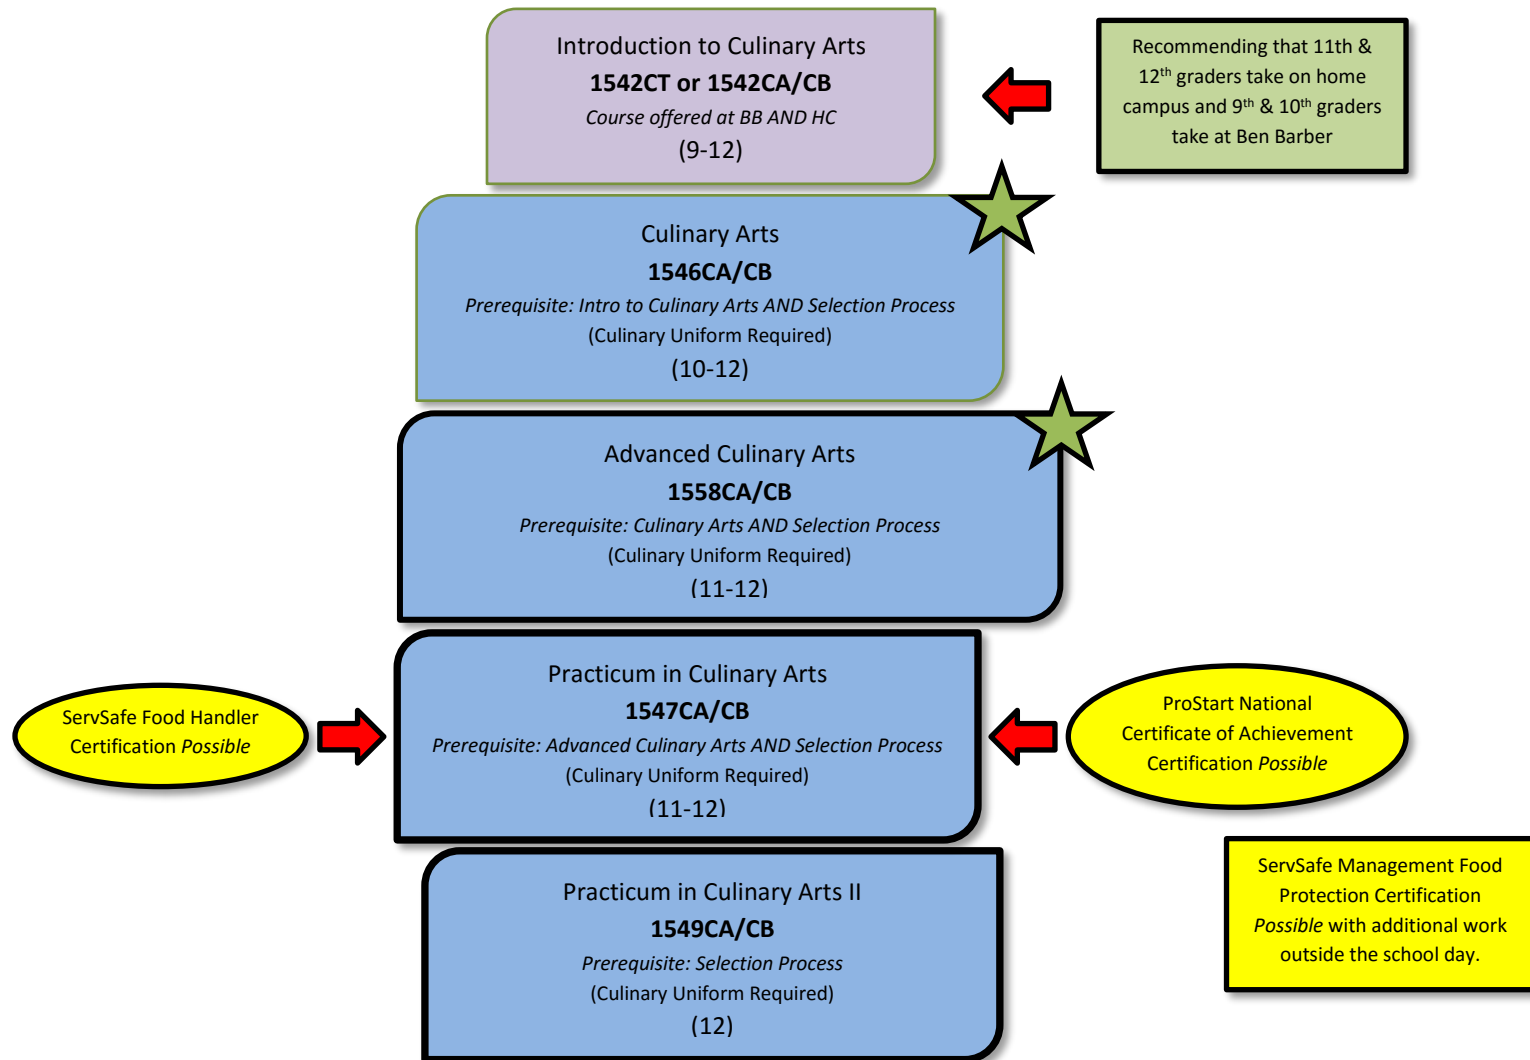 Introduction to Culinary Arts
1542CT or 1542CA/CB
Course offered at BB AND HC
(9-12)
Recommending that 11th &
12th graders take on home
campus and 9th & 10th graders
take at Ben Barber
Culinary Arts
1546CA/CB
Prerequisite: Intro to Culinary Arts AND Selection Process
(Culinary Uniform Required)
(10-12)
Advanced Culinary Arts
1558CA/CB
Prerequisite: Culinary Arts AND Selection Process
(Culinary Uniform Required)
(11-12)
Practicum in Culinary Arts
1547CA/CB
Prerequisite: Advanced Culinary Arts AND Selection Process
(Culinary Uniform Required)
(11-12)
ServSafe Food Handler
Certification Possible
ProStart National
Certificate of Achievement
Certification Possible
Practicum in Culinary Arts II
1549CA/CB
Prerequisite: Selection Process
(Culinary Uniform Required)
(12)
ServSafe Management Food
Protection Certification
Possible with additional work
outside the school day.